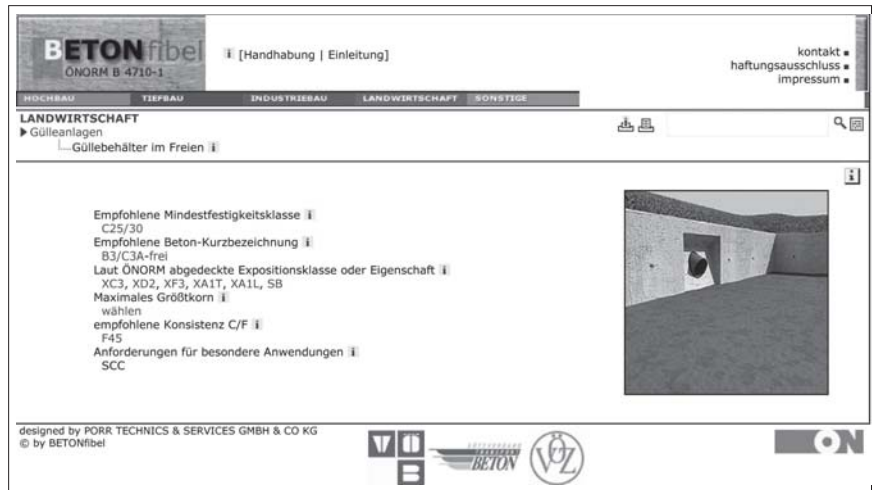 BETONfibel
ÖNORM B 4710-1
i [Handhabung | Einleitung]
kontakt
haftungsausschluss
impressum
HOCHBAU TIEFBAU INDUSTRIEBAU LANDWIRTSCHAFT SONSTIGE
LANDWIRTSCHAFT
Gülleanlagen
Güllebehälter im Freien i
i
Empfohlene Mindestfestigkeitsklasse i
C25/30
Empfohlene Beton-Kurzbezeichnung i
B3/C3A-frei
Laut ÖNORM abgedeckte Expositionsklasse oder Eigenschaft i
XC3, XD2, XF3, XA1T, XA1L, SB
Maximales Größtkorn i
wählen
empfohlene Konsistenz C/F i
F45
Anforderungen für besondere Anwendungen i
SCC
designed by PORR TECHNICS & SERVICES GMBH & CO KG
© by BETONfibel
VÖB
BETON
VÖZ
ON